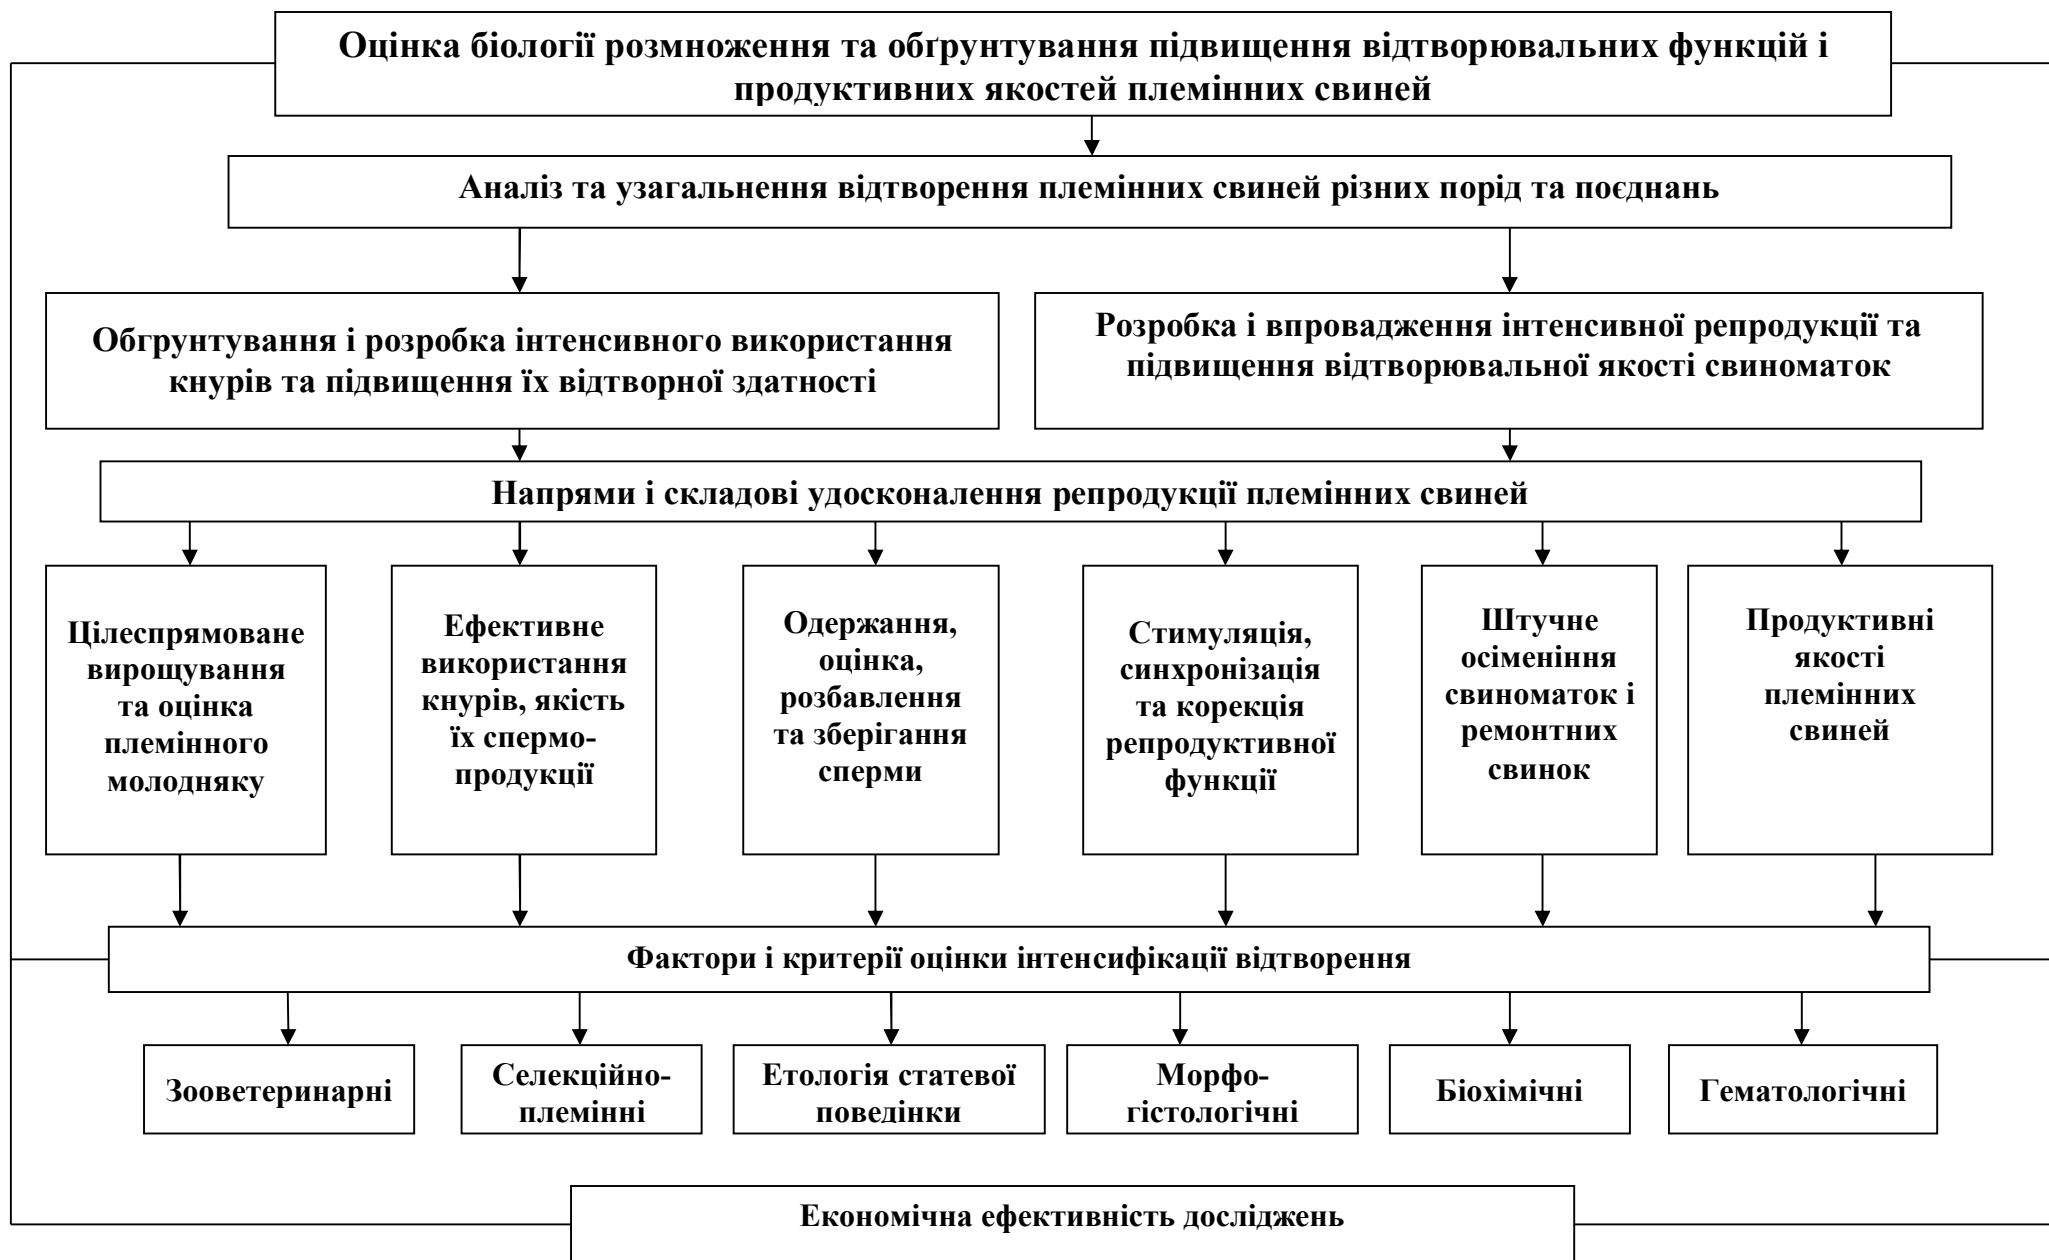 Оцінка біології розмноження та обґрунтування підвищення відтворювальних функцій і
продуктивних якостей племінних свиней
Аналіз та узагальнення відтворення племінних свиней різних порід та поєднань
Обгрунтування і розробка інтенсивного використання
кнурів та підвищення їх відтворної здатності
Розробка і впровадження інтенсивної репродукції та
підвищення відтворювальної якості свиноматок
Напрями і складові удосконалення репродукції племінних свиней
Цілеспрямоване
вирощування
та оцінка
племінного
молодняку
Ефективне
використання
кнурів, якість
їх спермо-
продукції
Одержання,
оцінка,
розбавлення
та зберігання
сперми
Стимуляція,
синхронізація
та корекція
репродуктивної
функції
Штучне
осіменіння
свиноматок і
ремонтних
свинок
Продуктивні
якості
племінних
свиней
Фактори і критерії оцінки інтенсифікації відтворення
Зооветеринарні
Селекційно-
племінні
Етологія статевої
поведінки
Морфо-
гістологічні
Біохімічні
Гематологічні
Економічна ефективність досліджень